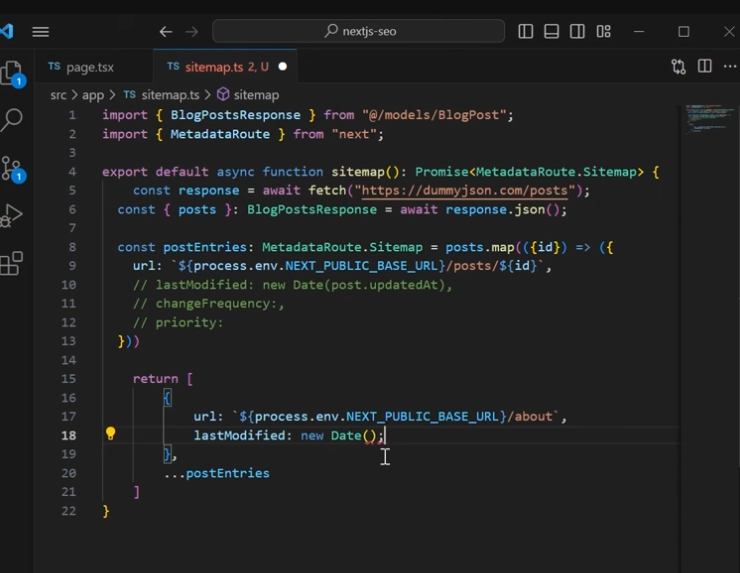 nextjs-seo
TS page.tsx
TS sitemap.ts 2, U
src > app > TS sitemap.ts > sitemap
1 import { BlogPostsResponse } from "@/models/BlogPost";
2 import { MetadataRoute } from "next";
3
4 export default async function sitemap(): Promise<MetadataRoute.Sitemap> {
5 const response = await fetch("https://dummyjson.com/posts");
6 const { posts }: BlogPostsResponse = await response.json();
7
8 const postEntries: MetadataRoute.Sitemap = posts.map(({id}) => ({
9 url: `${process.env.NEXT_PUBLIC_BASE_URL}/posts/${id}`,
10 // lastModified: new Date(post.updatedAt),
11 // changeFrequency:,
12 // priority:
13 }))
14
15 return [
16 {
17 url: `${process.env.NEXT_PUBLIC_BASE_URL}/about`,
18 lastModified: new Date();
19 },
20 ...postEntries
21 ]
22 }
1
1